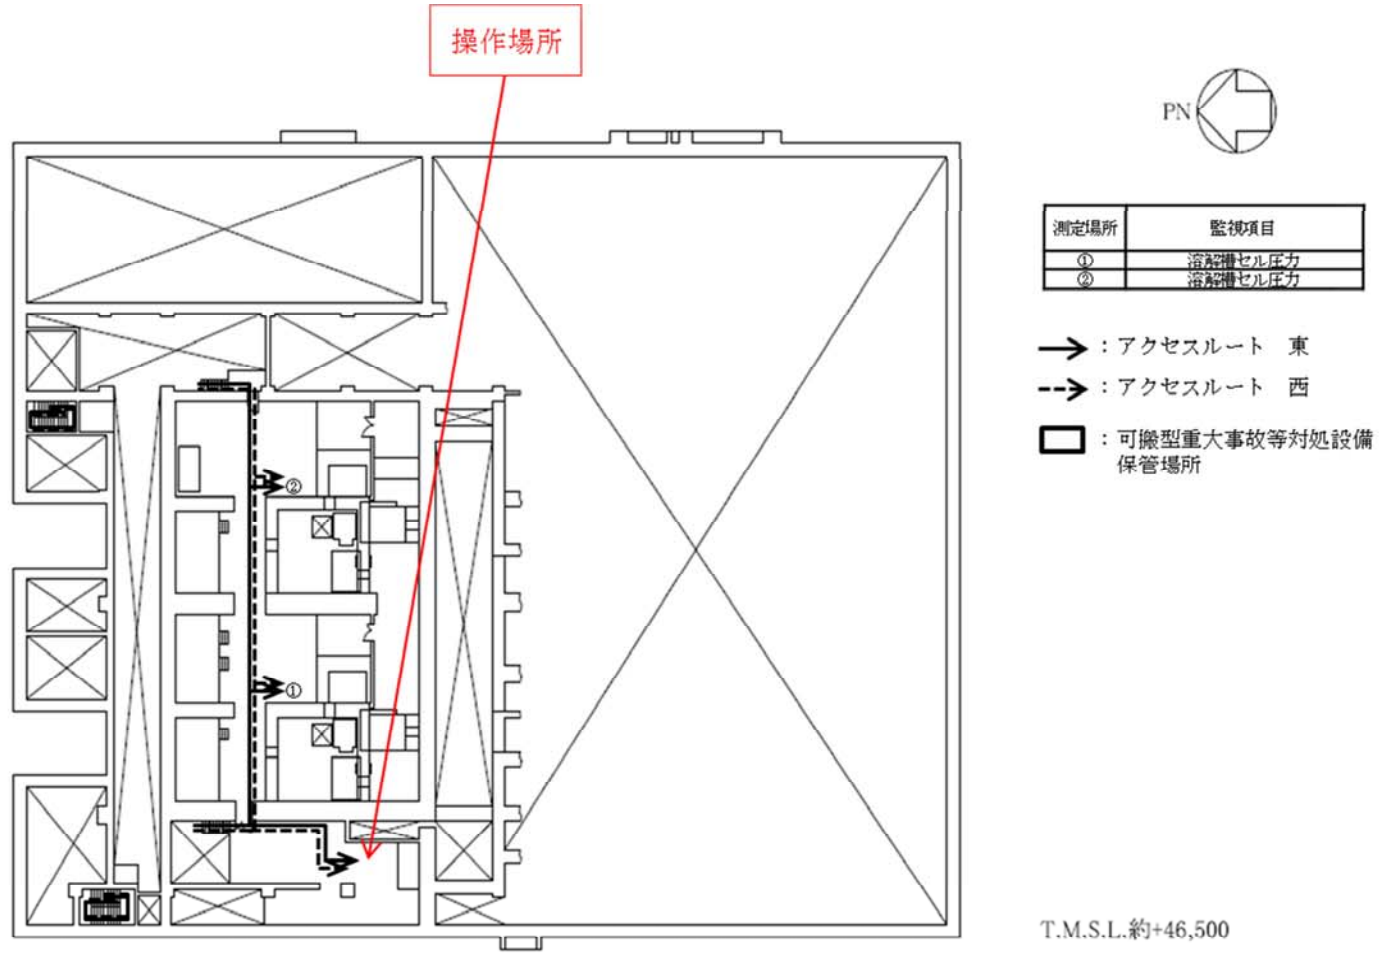 操作場所
PN
測定場所 監視項目
① 溶解槽セル圧力
② 溶解槽セル圧力
：アクセスルート　東
：アクセスルート　西
：可搬型重大事故等対処設備
保管場所
②
①
T.M.S.L.約+46,500